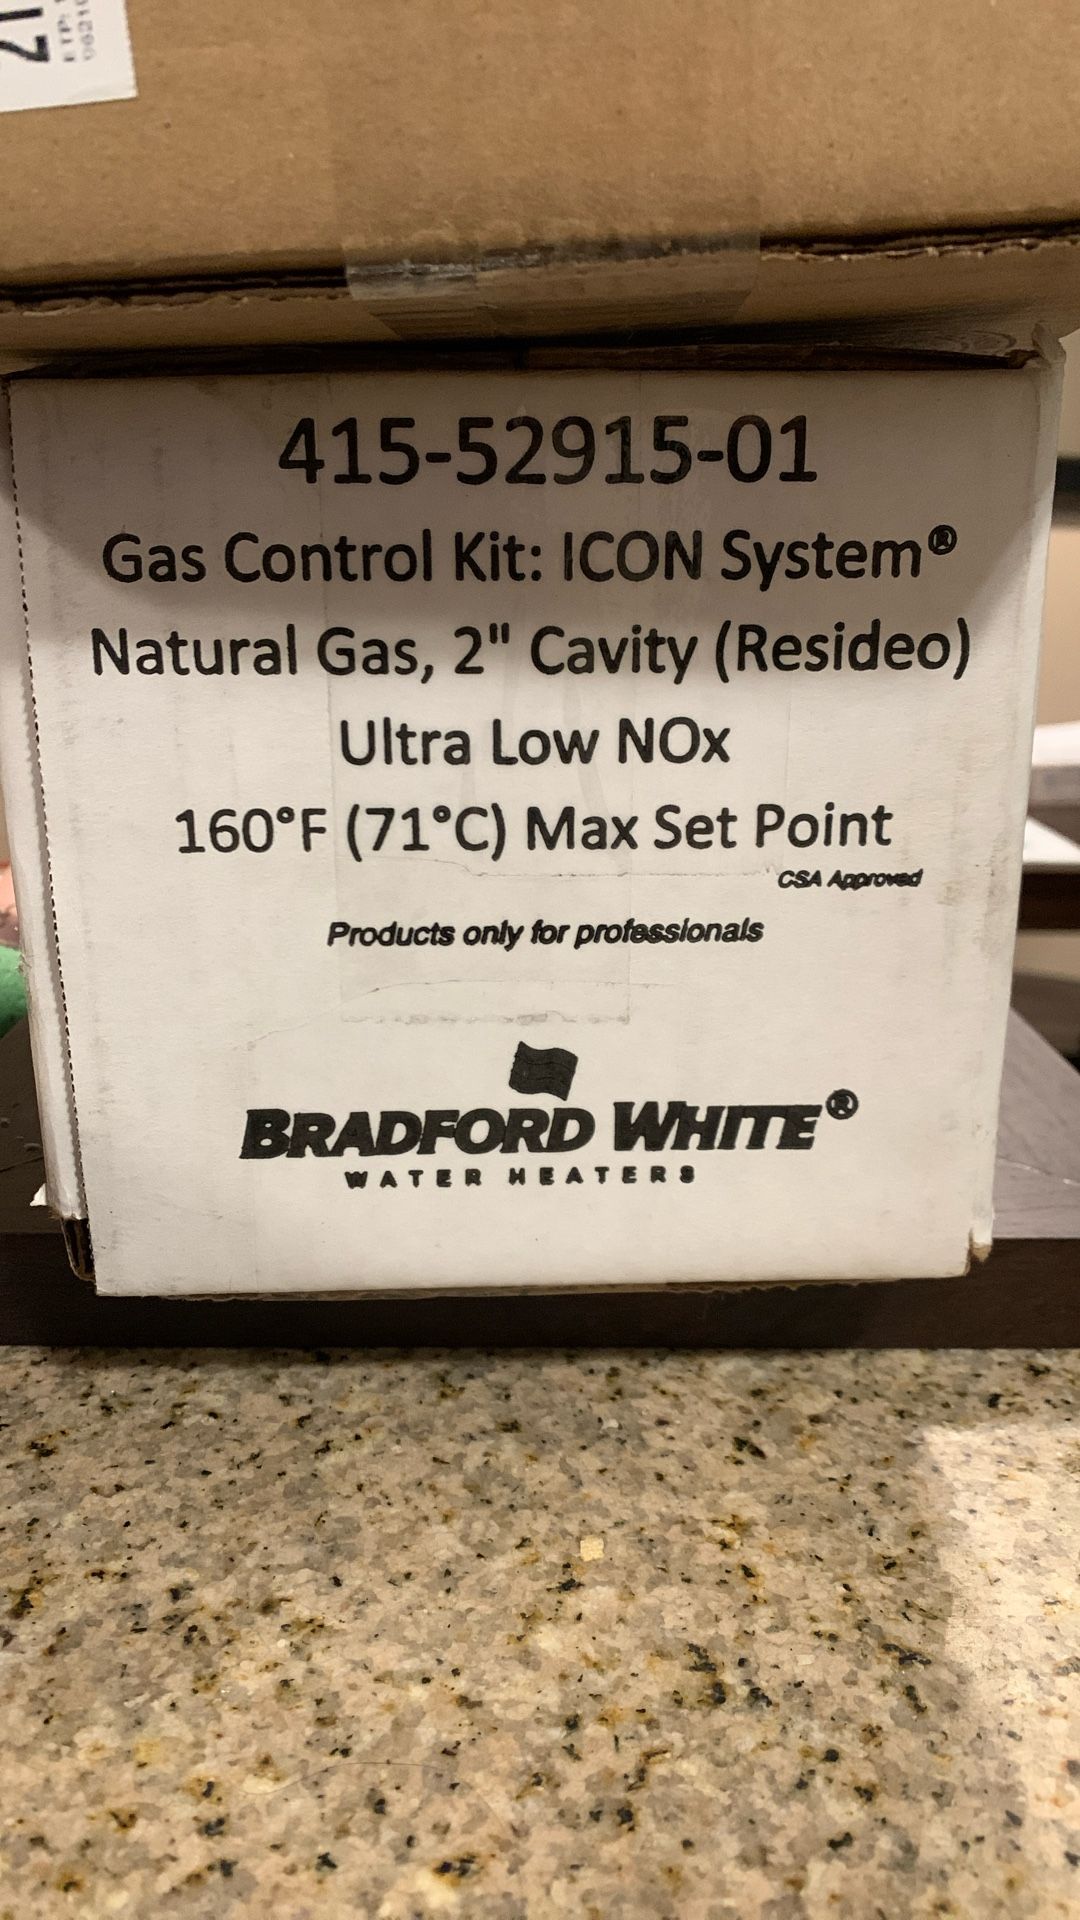 415-52915-01
Gas Control Kit: ICON System®
Natural Gas, 2" Cavity (Resideo)
Ultra Low NOx
160°F (71°C) Max Set Point
CSA Approved
Products only for professionals
BRADFORD WHITE®
WATER HEATERS